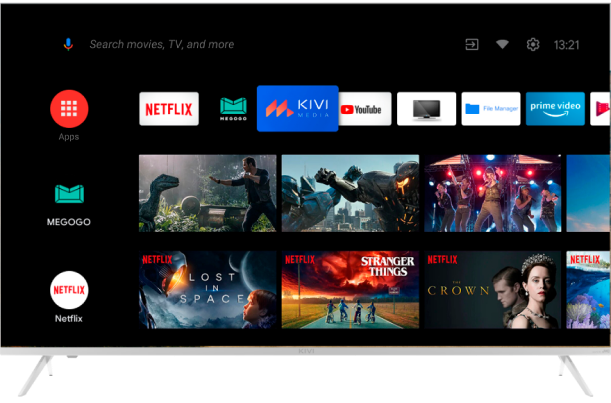 Search movies, TV, and more
13:21
NETFLIX
MEGOGO
KIVI
MEDIA
YouTube
File Manager
prime video
Apps
MEGOGO
NETFLIX
Netflix
NETFLIX
LOST
IN
SPACE
NETFLIX
STRANGER
THINGS
NETFLIX
THE
CROWN
NETFLIX
KIVI